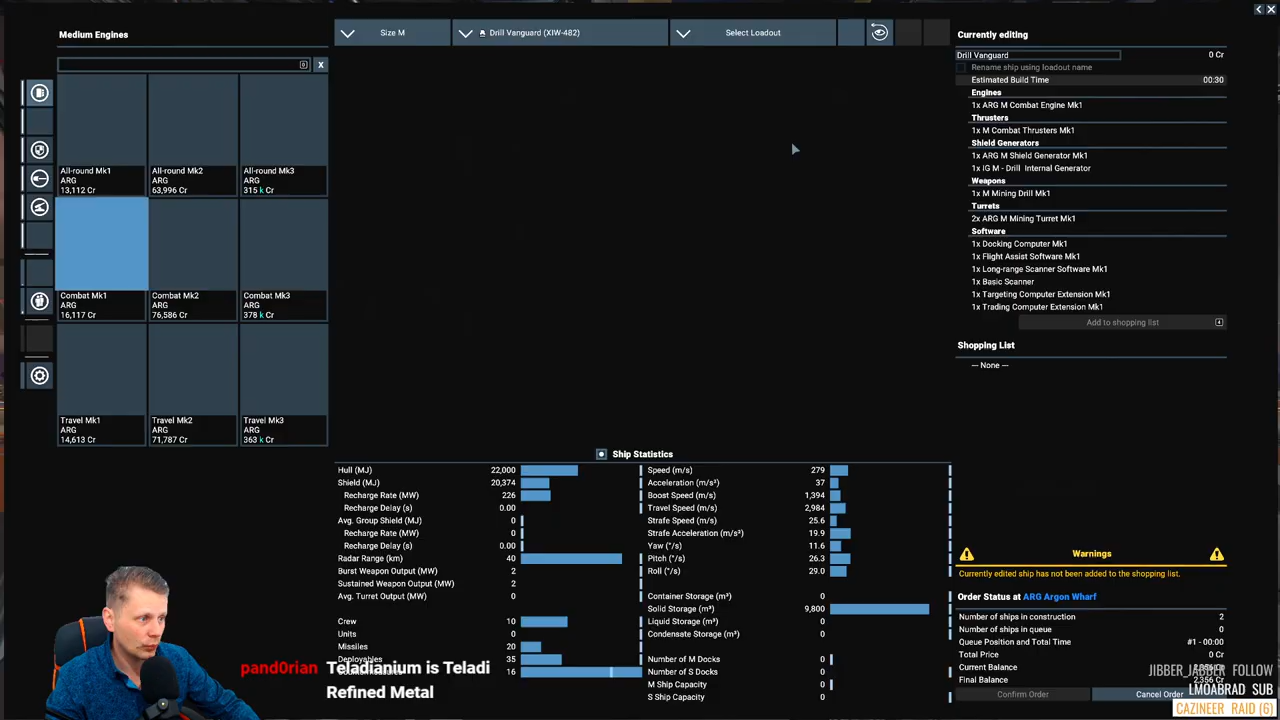 Medium Engines
Size M
Drill Vanguard (XIW-482)
Select Loadout
Currently editing
Drill Vanguard
0 Cr
Rename ship using loadout name
Estimated Build Time
00:30
Engines
1x ARG M Combat Engine Mk1
Thrusters
1x M Combat Thrusters Mk1
Shield Generators
1x ARG M Shield Generator Mk1
1x IG M - Drill Internal Generator
Weapons
1x M Mining Drill Mk1
Turrets
2x ARG M Mining Turret Mk1
Software
1x Docking Computer Mk1
1x Flight Assist Software Mk1
1x Long-range Scanner Software Mk1
1x Basic Scanner
1x Targeting Computer Extension Mk1
1x Trading Computer Extension Mk1
Add to shopping list
Shopping List
--- None ---
X
All-round Mk1
ARG
13,112 Cr
All-round Mk2
ARG
63,996 Cr
All-round Mk3
ARG
315 k Cr
Combat Mk1
ARG
16,117 Cr
Combat Mk2
ARG
76,586 Cr
Combat Mk3
ARG
378 k Cr
Travel Mk1
ARG
14,613 Cr
Travel Mk2
ARG
71,787 Cr
Travel Mk3
ARG
363 k Cr
Ship Statistics
Hull (MJ) 22,000
Shield (MJ) 20,374
Recharge Rate (MW) 226
Recharge Delay (s) 0.00
Avg. Group Shield (MJ) 0
Recharge Rate (MW) 0
Recharge Delay (s) 0.00
Radar Range (km) 40
Burst Weapon Output (MW) 2
Sustained Weapon Output (MW) 2
Avg. Turret Output (MW) 0
Crew 10
Units 0
Missiles 20
Deployables 35
16
Speed (m/s) 279
Acceleration (m/s²) 37
Boost Speed (m/s) 1,394
Travel Speed (m/s) 2,984
Strafe Speed (m/s) 25.6
Strafe Acceleration (m/s²) 19.9
Yaw (°/s) 11.6
Pitch (°/s) 26.3
Roll (°/s) 29.0
Container Storage (m³) 0
Solid Storage (m³) 9,800
Liquid Storage (m³) 0
Condensate Storage (m³) 0
Number of M Docks 0
Number of S Docks 0
M Ship Capacity 0
S Ship Capacity 0
Warnings
Currently edited ship has not been added to the shopping list.
Order Status at ARG Argon Wharf
Number of ships in construction 2
Number of ships in queue 0
Queue Position and Total Time #1 - 00:00
Total Price 0 Cr
Current Balance
Final Balance 2,356 Cr
Confirm Order
Cancel Order
pand0rian Teladianium is Teladi
Refined Metal
JIBBER_JABBER FOLLOW
LMOABRAD SUB
CAZINEER RAID (6)